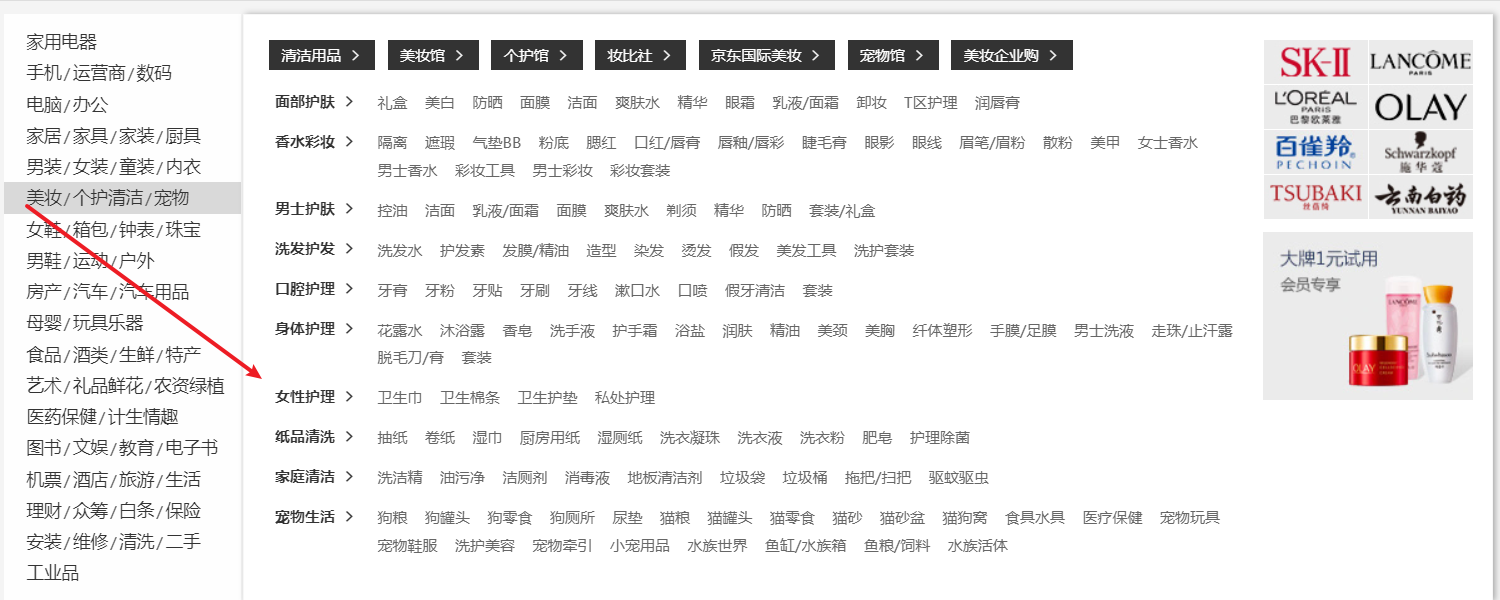 家用电器
手机/运营商/数码
电脑/办公
家居/家具/家装/厨具
男装/女装/童装/内衣
美妆/个护清洁/宠物
女鞋/箱包/钟表/珠宝
男鞋/运动/户外
房产/汽车/汽车用品
母婴/玩具乐器
食品/酒类/生鲜/特产
艺术/礼品鲜花/农资绿植
医药保健/计生情趣
图书/文娱/教育/电子书
机票/酒店/旅游/生活
理财/众筹/白条/保险
安装/维修/清洗/二手
工业品
清洁用品 > 美妆馆 > 个护馆 > 妆比社 > 京东国际美妆 > 宠物馆 > 美妆企业购 >
面部护肤 > 礼盒 美白 防晒 面膜 洁面 爽肤水 精华 眼霜 乳液/面霜 卸妆 T区护理 润唇膏
香水彩妆 > 隔离 遮瑕 气垫BB 粉底 腮红 口红/唇膏 唇釉/唇彩 睫毛膏 眼影 眼线 眉笔/眉粉 散粉 美甲 女士香水
男士香水 彩妆工具 男士彩妆 彩妆套装
男士护肤 > 控油 洁面 乳液/面霜 面膜 爽肤水 剃须 精华 防晒 套装/礼盒
洗发护发 > 洗发水 护发素 发膜/精油 造型 染发 烫发 假发 美发工具 洗护套装
口腔护理 > 牙膏 牙粉 牙贴 牙刷 牙线 漱口水 口喷 假牙清洁 套装
身体护理 > 花露水 沐浴露 香皂 洗手液 护手霜 浴盐 润肤 精油 美颈 美胸 纤体塑形 手膜/足膜 男士洗液 走珠/止汗露
脱毛刀/膏 套装
女性护理 > 卫生巾 卫生棉条 卫生护垫 私处护理
纸品清洗 > 抽纸 卷纸 湿巾 厨房用纸 湿厕纸 洗衣凝珠 洗衣液 洗衣粉 肥皂 护理除菌
家庭清洁 > 洗洁精 油污净 洁厕剂 消毒液 地板清洁剂 垃圾袋 垃圾桶 拖把/扫把 驱蚊驱虫
宠物生活 > 狗粮 狗罐头 狗零食 狗厕所 尿垫 猫粮 猫罐头 猫零食 猫砂 猫砂盆 猫狗窝 食具水具 医疗保健 宠物玩具
宠物鞋服 洗护美容 宠物牵引 小宠用品 水族世界 鱼缸/水族箱 鱼粮/饲料 水族活体
SK-II LANCÔME
PARIS
L'ORÉAL OLAY
PARIS
巴黎欧莱雅
百雀羚 Schwarzkopf
PECHOIN 施华蔻
TSUBAKI 云南白药
丝蓓绮 YUNNAN BAIYAO
大牌1元试用
会员专享
LANCÔME
OLAY